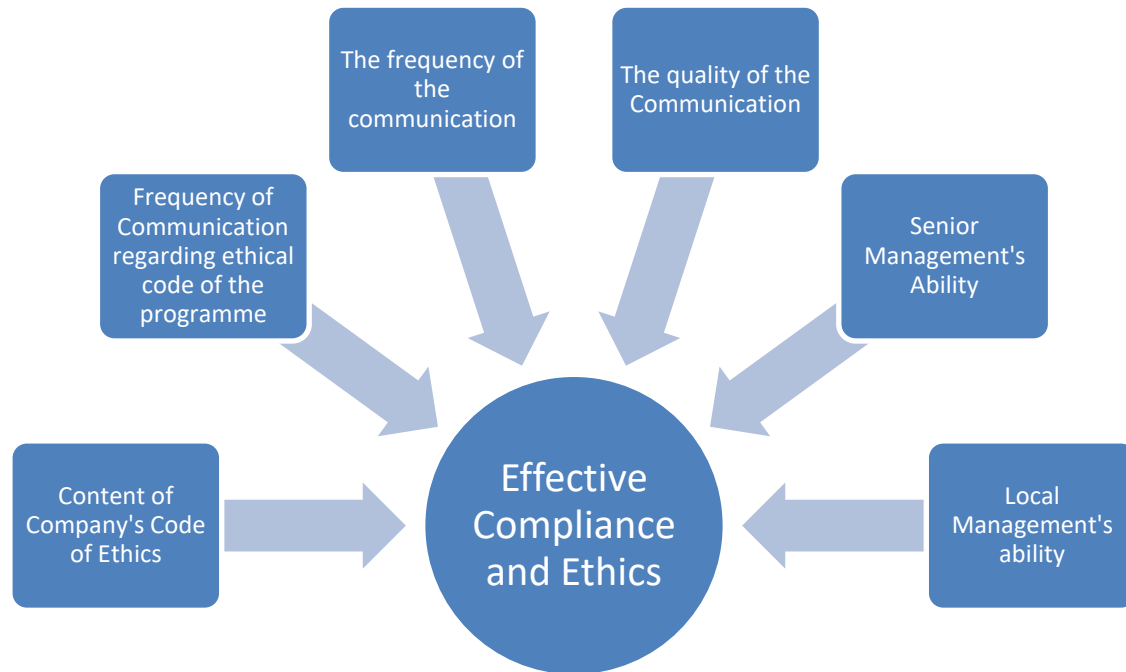 The frequency of
the
communication
The quality of the
Communication
Frequency of
Communication
regarding ethical
code of the
programme
Senior
Management's
Ability
Content of
Company's Code
of Ethics
Effective
Compliance
and Ethics
Local
Management's
ability